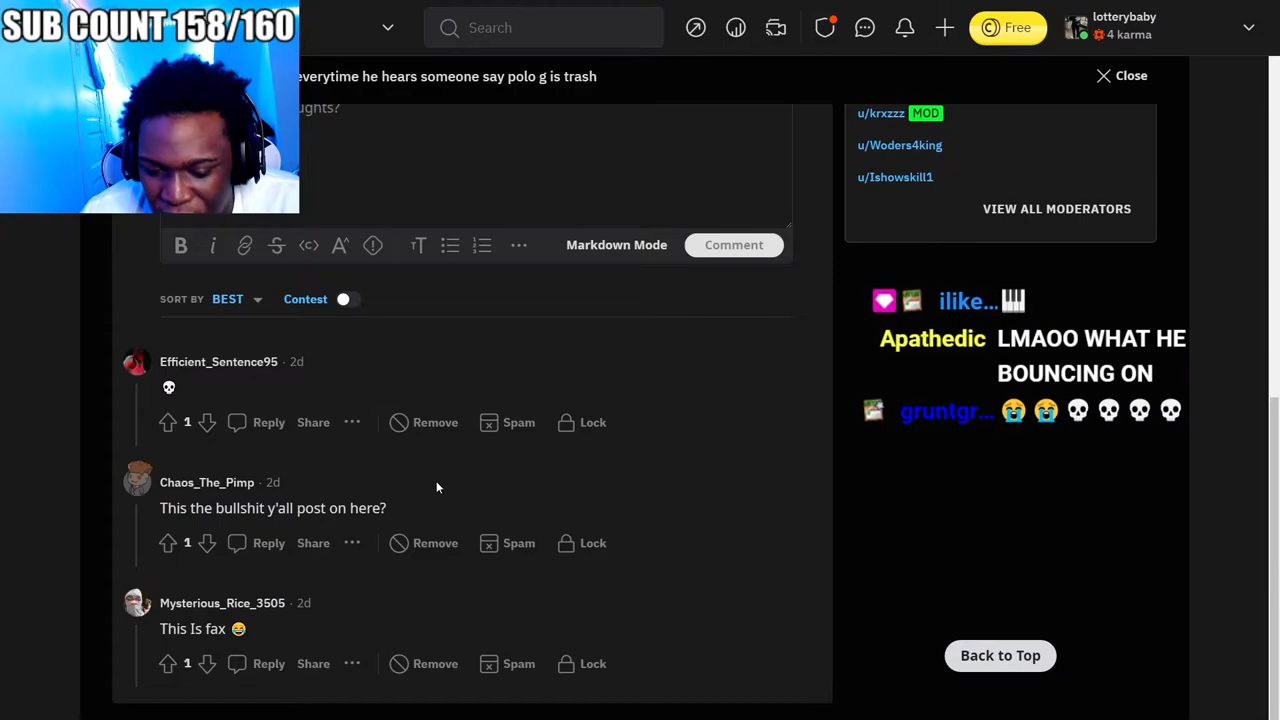 SUB COUNT 158/160
Search
Free
lotterybaby
4 karma
everytime he hears someone say polo g is trash
Close
ughts?
u/krxzzz MOD
u/Woders4king
u/Ishowskill1
VIEW ALL MODERATORS
Markdown Mode
Comment
SORT BY BEST
Contest
ilike... 🎹
Apathedic LMAOO WHAT HE
BOUNCING ON
gruntgr... 😭😭💀💀💀💀
Efficient_Sentence95 · 2d
💀
1 Reply Share ··· Remove Spam Lock
Chaos_The_Pimp · 2d
This the bullshit y'all post on here?
1 Reply Share ··· Remove Spam Lock
Mysterious_Rice_3505 · 2d
This Is fax 😂
1 Reply Share ··· Remove Spam Lock
Back to Top